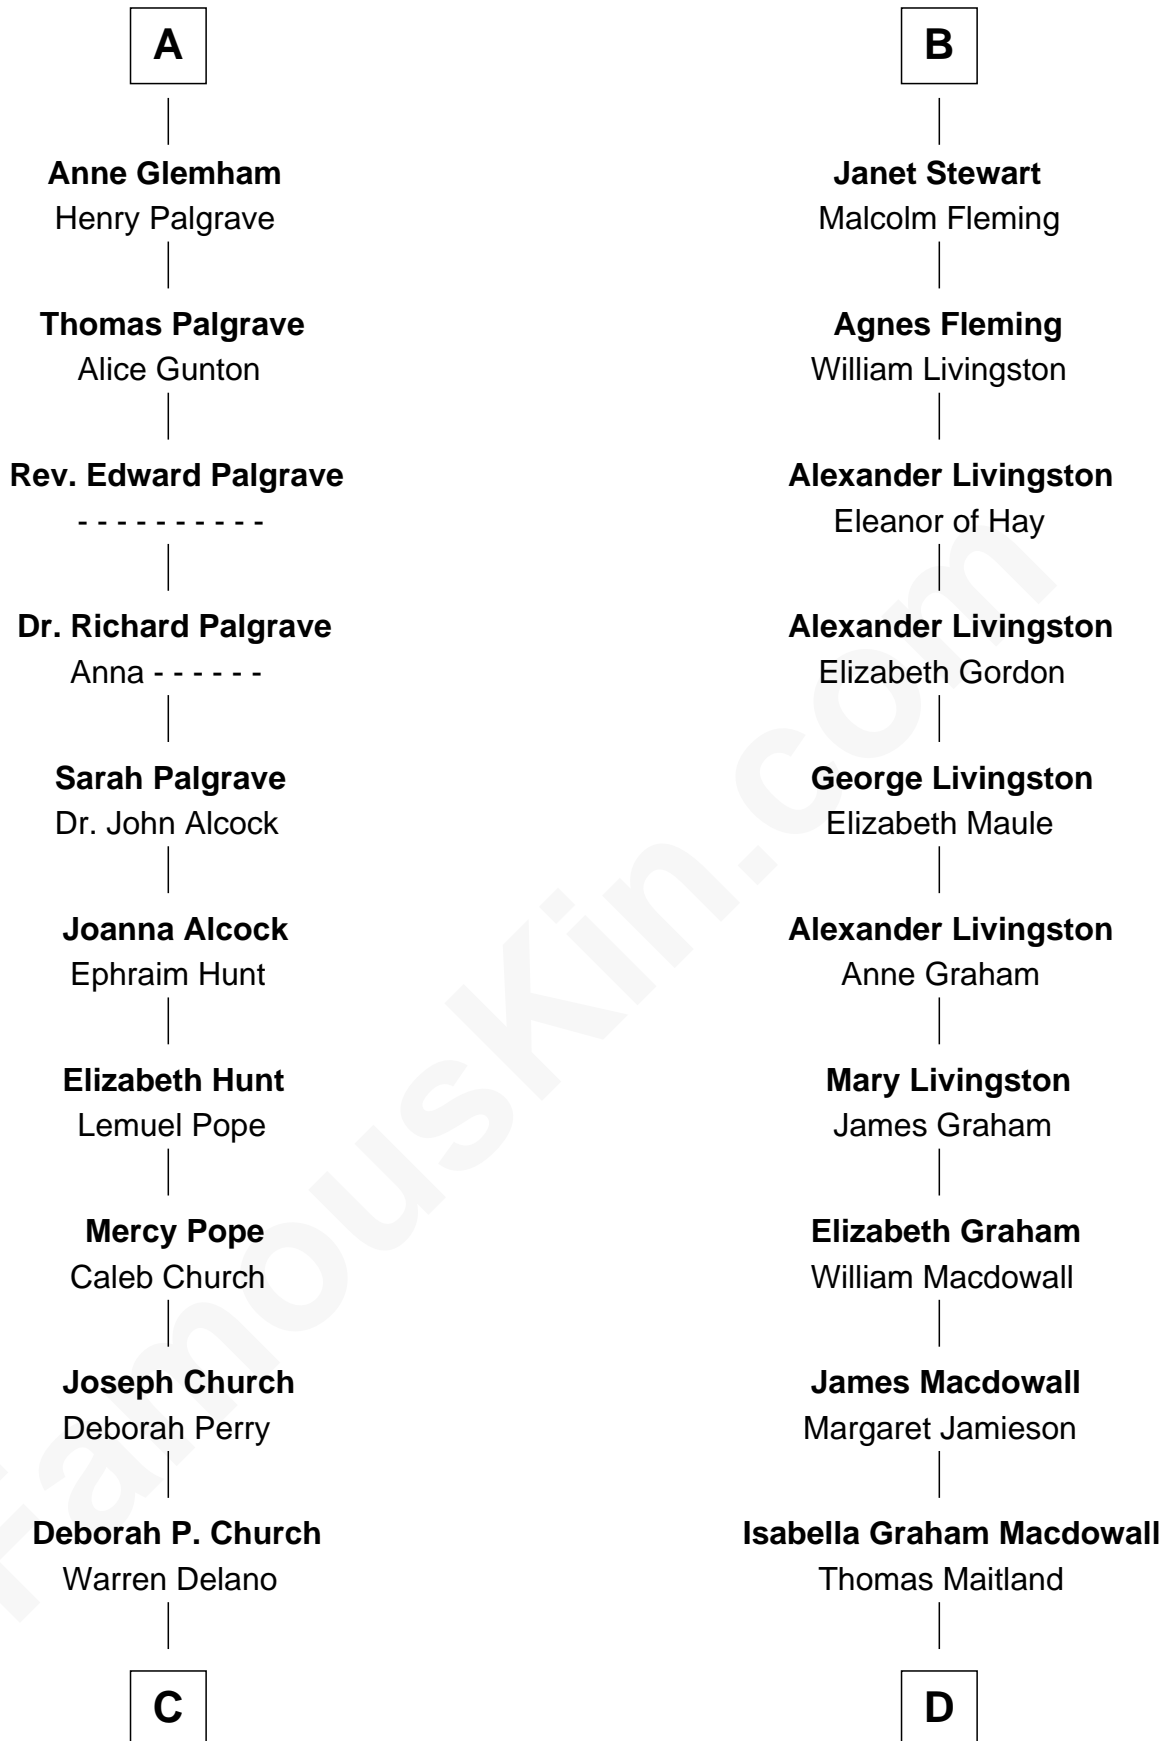 A
Anne Glemham
Henry Palgrave
Thomas Palgrave
Alice Gunton
Rev. Edward Palgrave
- - - - - - - - - -
Dr. Richard Palgrave
Anna - - - - - -
Sarah Palgrave
Dr. John Alcock
Joanna Alcock
Ephraim Hunt
Elizabeth Hunt
Lemuel Pope
Mercy Pope
Caleb Church
Joseph Church
Deborah Perry
Deborah P. Church
Warren Delano
C
B
Janet Stewart
Malcolm Fleming
Agnes Fleming
William Livingston
Alexander Livingston
Eleanor of Hay
Alexander Livingston
Elizabeth Gordon
George Livingston
Elizabeth Maule
Alexander Livingston
Anne Graham
Mary Livingston
James Graham
Elizabeth Graham
William Macdowall
James Macdowall
Margaret Jamieson
Isabella Graham Macdowall
Thomas Maitland
D
FamousKin.com